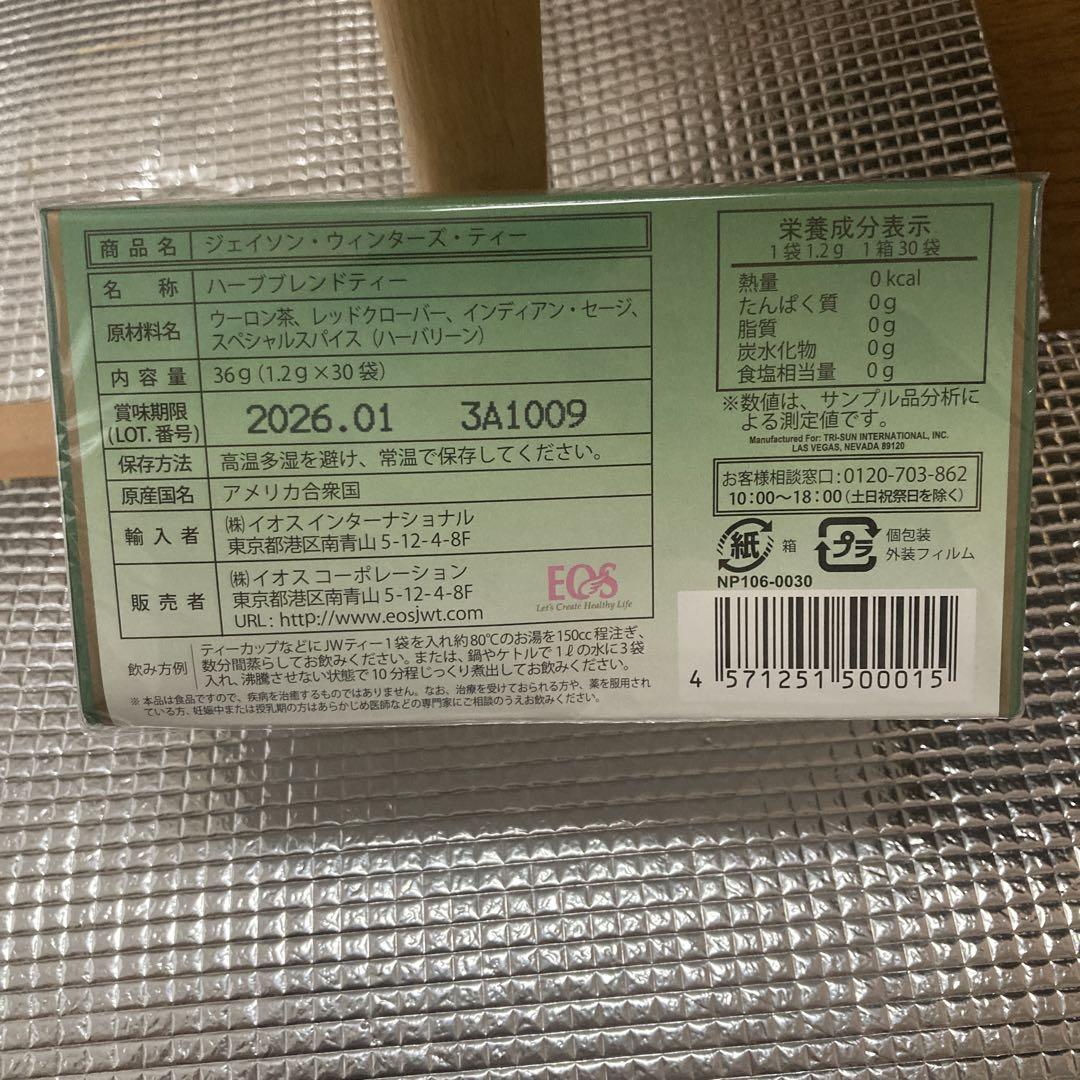 商品名 ジェイソン・ウィンターズ・ティー
名 称 ハーブブレンドティー
原材料名 ウーロン茶、レッドクローバー、インディアン・セージ、
スペシャルスパイス（ハーバリーン）
内容量 36g（1.2g×30袋）
賞味期限
(LOT.番号) 2026.01 3A1009
保存方法 高温多湿を避け、常温で保存してください。
原産国名 アメリカ合衆国
輸入者 ㈱イオス インターナショナル
東京都港区南青山5-12-4-8F
販売者 ㈱イオス コーポレーション
東京都港区南青山5-12-4-8F
URL : http://www.eosjwt.com
EOS
Let's Create Healthy Life
飲み方例 ティーカップなどにJWティー1袋を入れ約80℃のお湯を150cc程注ぎ、
数分間蒸らしてお飲みください。または、鍋やケトルで1ℓの水に3袋
入れ、沸騰させない状態で10分程じっくり煮出してお飲みください。
※本品は食品ですので、疾病を治癒するものではありません。なお、治療を受けておられる方や、薬を服用され
ている方、妊娠中または授乳期の方はあらかじめ医師などの専門家にご相談のうえお飲みください。
栄養成分表示
1袋1.2g 1箱30袋
熱量 0kcal
たんぱく質 0g
脂質 0g
炭水化物 0g
食塩相当量 0g
※数値は、サンプル品分析に
よる測定値です。
Manufactured For: TRI-SUN INTERNATIONAL, INC.
LAS VEGAS, NEVADA 89120
お客様相談窓口:0120-703-862
10:00〜18:00（土日祝祭日を除く）
紙 箱 プラ 個包装
外装フィルム
NP106-0030
4 571251 500015